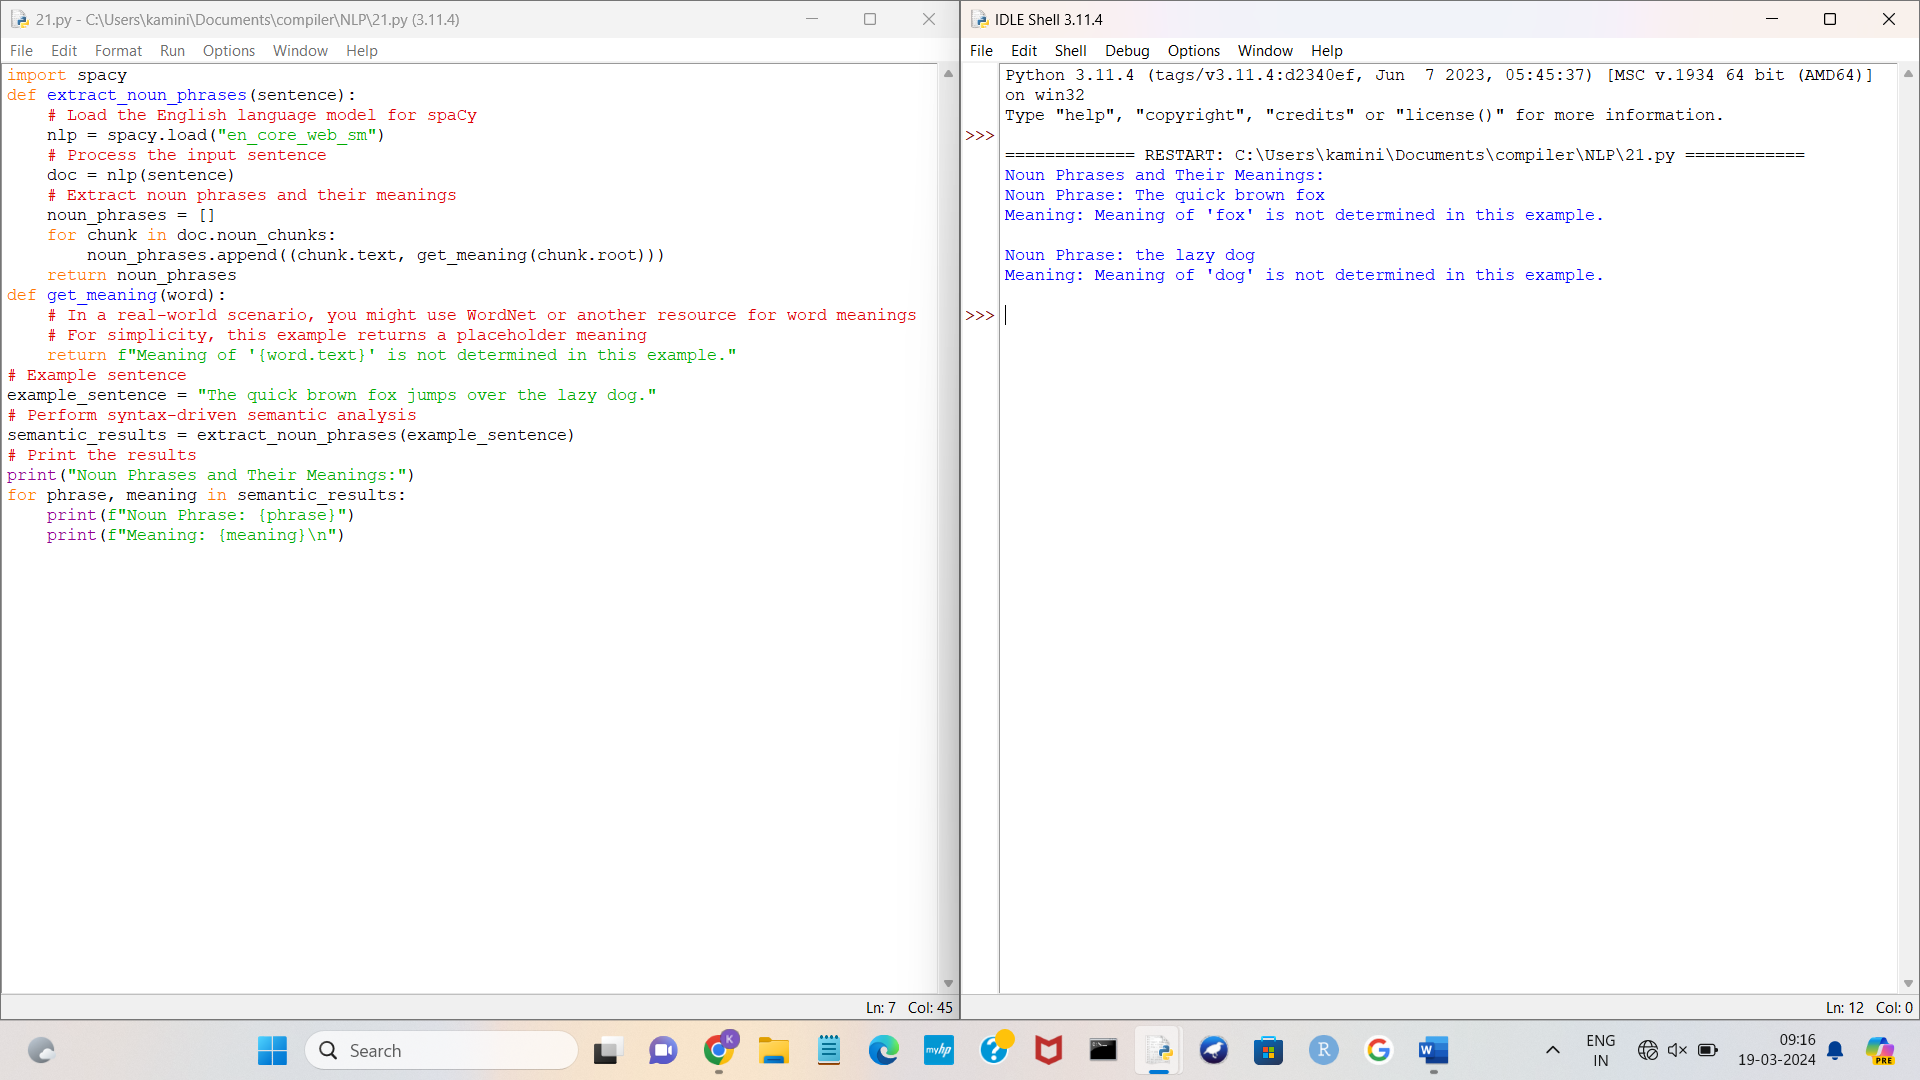 21.py - C:\Users\kamini\Documents\compiler\NLP\21.py (3.11.4)
File Edit Format Run Options Window Help
import spacy
def extract_noun_phrases(sentence):
    # Load the English language model for spaCy
    nlp = spacy.load("en_core_web_sm")
    # Process the input sentence
    doc = nlp(sentence)
    # Extract noun phrases and their meanings
    noun_phrases = []
    for chunk in doc.noun_chunks:
        noun_phrases.append((chunk.text, get_meaning(chunk.root)))
    return noun_phrases
def get_meaning(word):
    # In a real-world scenario, you might use WordNet or another resource for word meanings
    # For simplicity, this example returns a placeholder meaning
    return f"Meaning of '{word.text}' is not determined in this example."
# Example sentence
example_sentence = "The quick brown fox jumps over the lazy dog."
# Perform syntax-driven semantic analysis
semantic_results = extract_noun_phrases(example_sentence)
# Print the results
print("Noun Phrases and Their Meanings:")
for phrase, meaning in semantic_results:
    print(f"Noun Phrase: {phrase}")
    print(f"Meaning: {meaning}\n")
Ln: 7 Col: 45
IDLE Shell 3.11.4
File Edit Shell Debug Options Window Help
Python 3.11.4 (tags/v3.11.4:d2340ef, Jun  7 2023, 05:45:37) [MSC v.1934 64 bit (AMD64)]
on win32
Type "help", "copyright", "credits" or "license()" for more information.
>>>
============= RESTART: C:\Users\kamini\Documents\compiler\NLP\21.py ============
Noun Phrases and Their Meanings:
Noun Phrase: The quick brown fox
Meaning: Meaning of 'fox' is not determined in this example.
Noun Phrase: the lazy dog
Meaning: Meaning of 'dog' is not determined in this example.
>>>
Ln: 12 Col: 0
Search
K
myhp
?
R
G
W
ENG
IN
09:16
19-03-2024
PRE